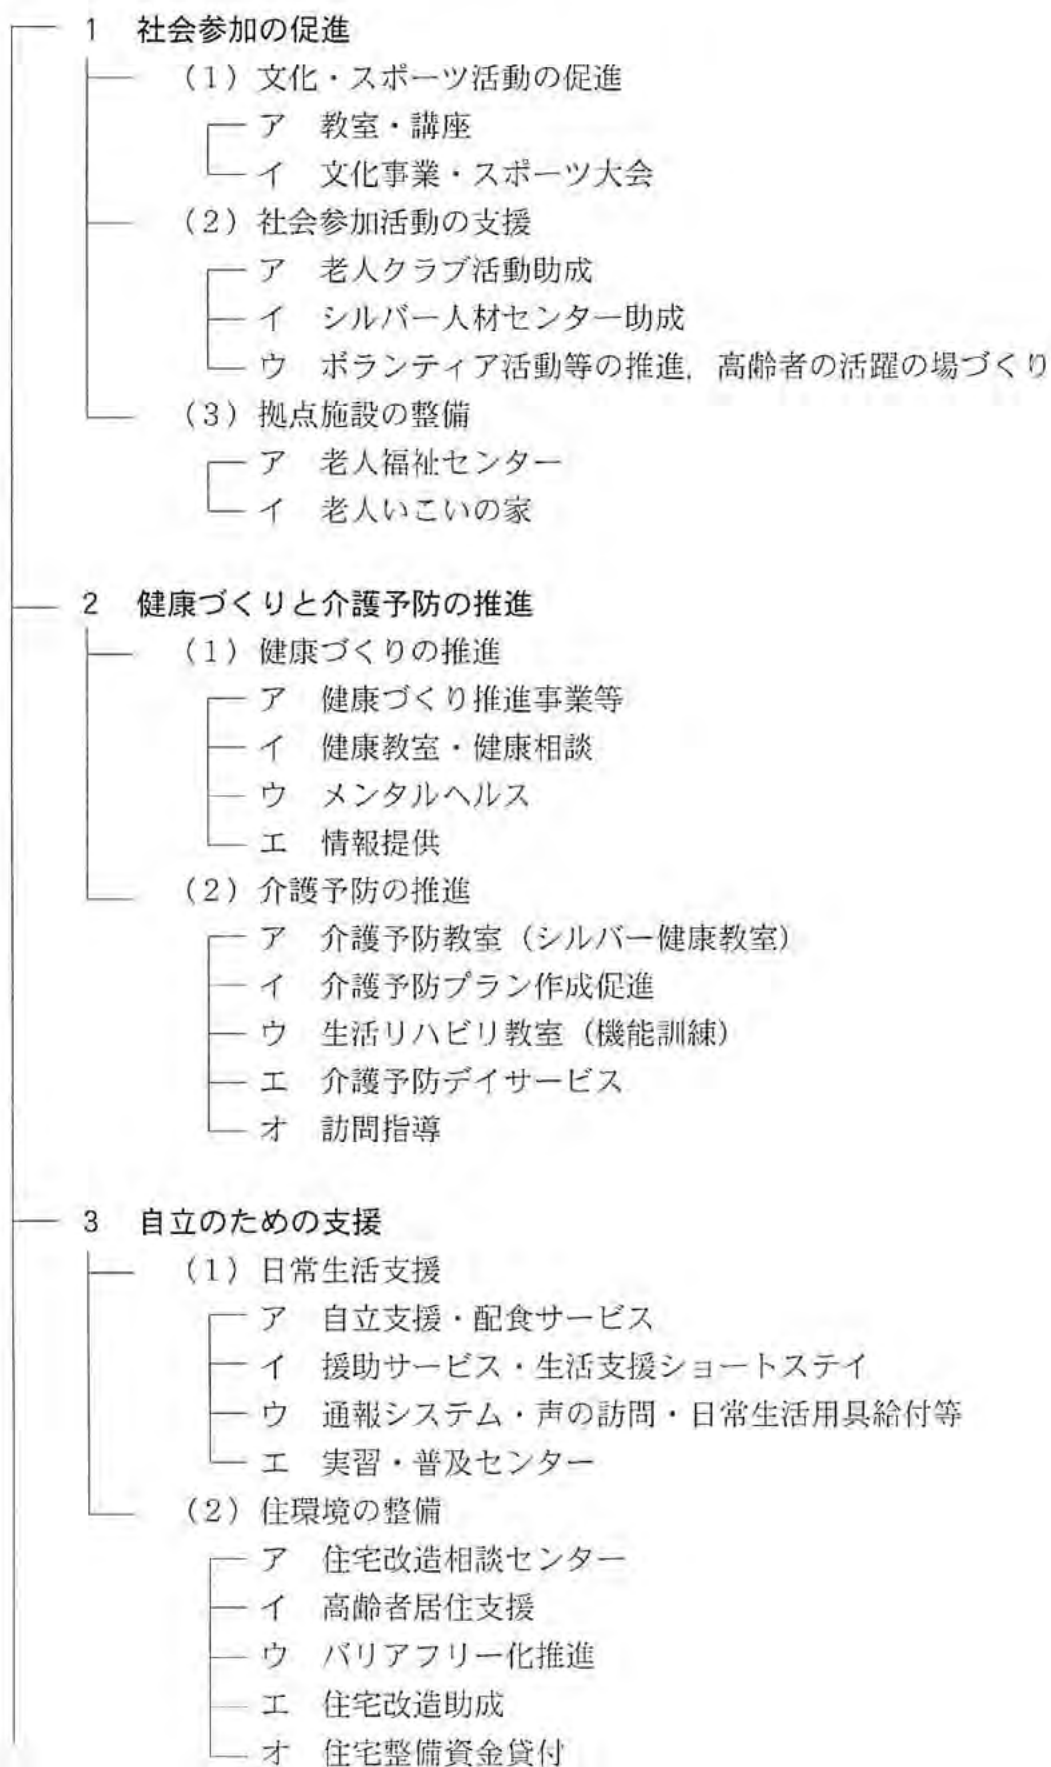 1 社会参加の促進
(1) 文化・スポーツ活動の促進
ア 教室・講座
イ 文化事業・スポーツ大会
(2) 社会参加活動の支援
ア 老人クラブ活動助成
イ シルバー人材センター助成
ウ ボランティア活動等の推進，高齢者の活躍の場づくり
(3) 拠点施設の整備
ア 老人福祉センター
イ 老人いこいの家
2 健康づくりと介護予防の推進
(1) 健康づくりの推進
ア 健康づくり推進事業等
イ 健康教室・健康相談
ウ メンタルヘルス
エ 情報提供
(2) 介護予防の推進
ア 介護予防教室（シルバー健康教室）
イ 介護予防プラン作成促進
ウ 生活リハビリ教室（機能訓練）
エ 介護予防デイサービス
オ 訪問指導
3 自立のための支援
(1) 日常生活支援
ア 自立支援・配食サービス
イ 援助サービス・生活支援ショートステイ
ウ 通報システム・声の訪問・日常生活用具給付等
エ 実習・普及センター
(2) 住環境の整備
ア 住宅改造相談センター
イ 高齢者居住支援
ウ バリアフリー化推進
エ 住宅改造助成
オ 住宅整備資金貸付